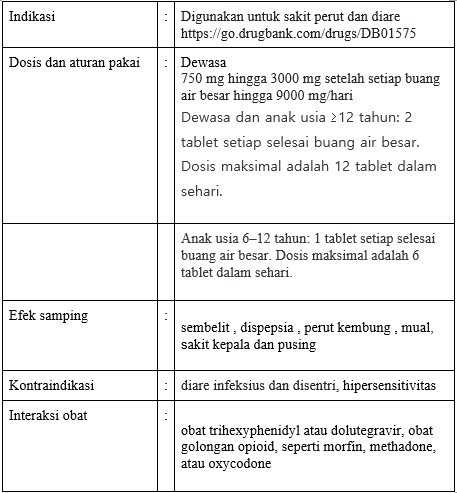 Indikasi : Digunakan untuk sakit perut dan diare
https://go.drugbank.com/drugs/DB01575
Dosis dan aturan pakai : Dewasa
750 mg hingga 3000 mg setelah setiap buang
air besar hingga 9000 mg/hari
Dewasa dan anak usia ≥12 tahun: 2
tablet setiap selesai buang air besar.
Dosis maksimal adalah 12 tablet dalam
sehari.
Anak usia 6–12 tahun: 1 tablet setiap selesai
buang air besar. Dosis maksimal adalah 6
tablet dalam sehari.
Efek samping :
sembelit , dispepsia , perut kembung , mual,
sakit kepala dan pusing
Kontraindikasi : diare infeksius dan disentri, hipersensitivitas
Interaksi obat :
obat trihexyphenidyl atau dolutegravir, obat
golongan opioid, seperti morfin, methadone,
atau oxycodone